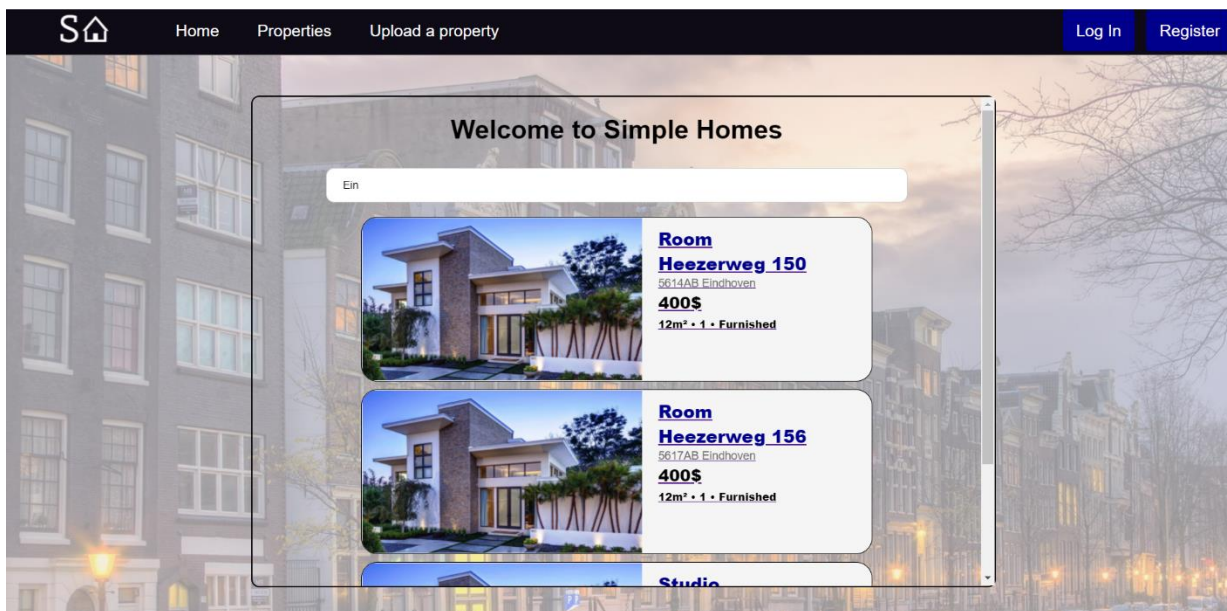 S
Home
Properties
Upload a property
Log In
Register
Welcome to Simple Homes
Ein
Room
Heezerweg 150
5614AB Eindhoven
400$
12m² • 1 • Furnished
Room
Heezerweg 156
5617AB Eindhoven
400$
12m² • 1 • Furnished
Studio